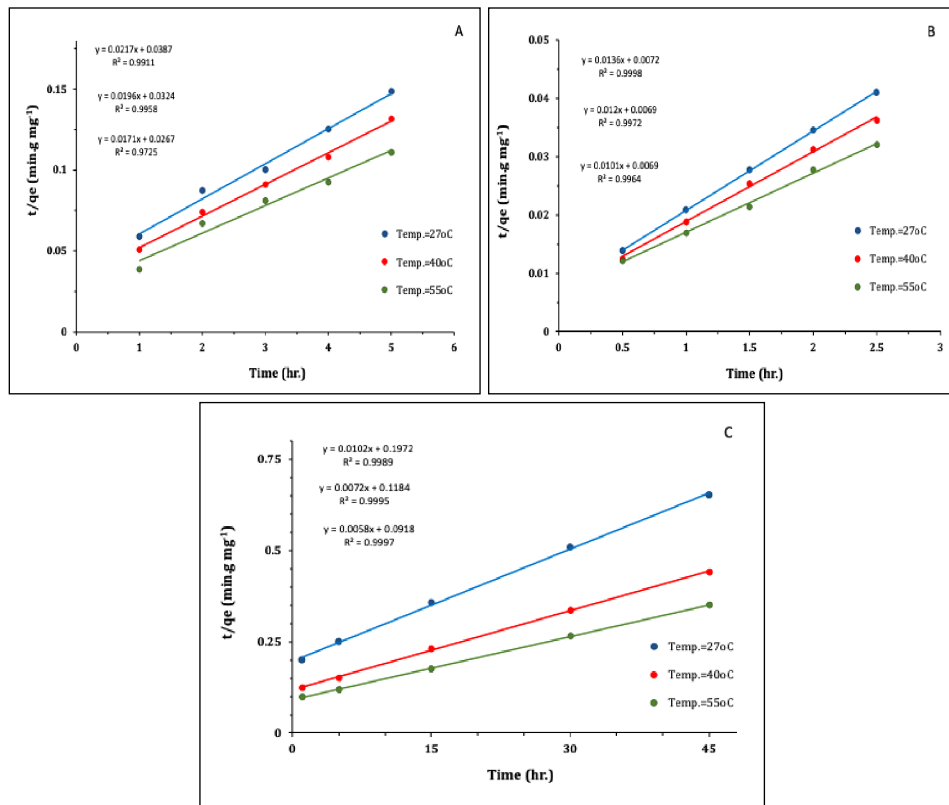 A
y = 0.0217x + 0.0387
R² = 0.9911
y = 0.0196x + 0.0324
R² = 0.9958
y = 0.0171x + 0.0267
R² = 0.9725
t/qe (min.g mg⁻¹)
0.15
0.1
0.05
0
Temp.=27oC
Temp.=40oC
Temp.=55oC
0 1 2 3 4 5 6
Time (hr.)
B
y = 0.0136x + 0.0072
R² = 0.9998
y = 0.012x + 0.0069
R² = 0.9972
y = 0.0101x + 0.0069
R² = 0.9964
t/qe (min.g mg⁻¹)
0.05
0.04
0.03
0.02
0.01
0
Temp.=27oC
Temp.=40oC
Temp.=55oC
0 0.5 1 1.5 2 2.5 3
Time (hr.)
C
y = 0.0102x + 0.1972
R² = 0.9989
y = 0.0072x + 0.1184
R² = 0.9995
y = 0.0058x + 0.0918
R² = 0.9997
t/qe (min.g mg⁻¹)
0.75
0.5
0.25
0
Temp.=27oC
Temp.=40oC
Temp.=55oC
0 15 30 45
Time (hr.)